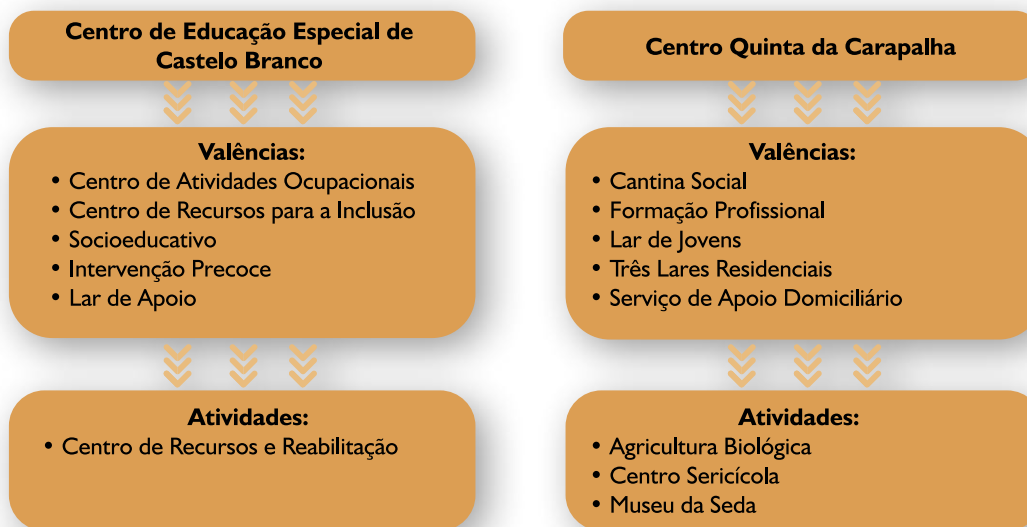 Centro de Educação Especial de
Castelo Branco
Valências:
• Centro de Atividades Ocupacionais
• Centro de Recursos para a Inclusão
• Socioeducativo
• Intervenção Precoce
• Lar de Apoio
Atividades:
• Centro de Recursos e Reabilitação
Centro Quinta da Carapalha
Valências:
• Cantina Social
• Formação Profissional
• Lar de Jovens
• Três Lares Residenciais
• Serviço de Apoio Domiciliário
Atividades:
• Agricultura Biológica
• Centro Sericícola
• Museu da Seda